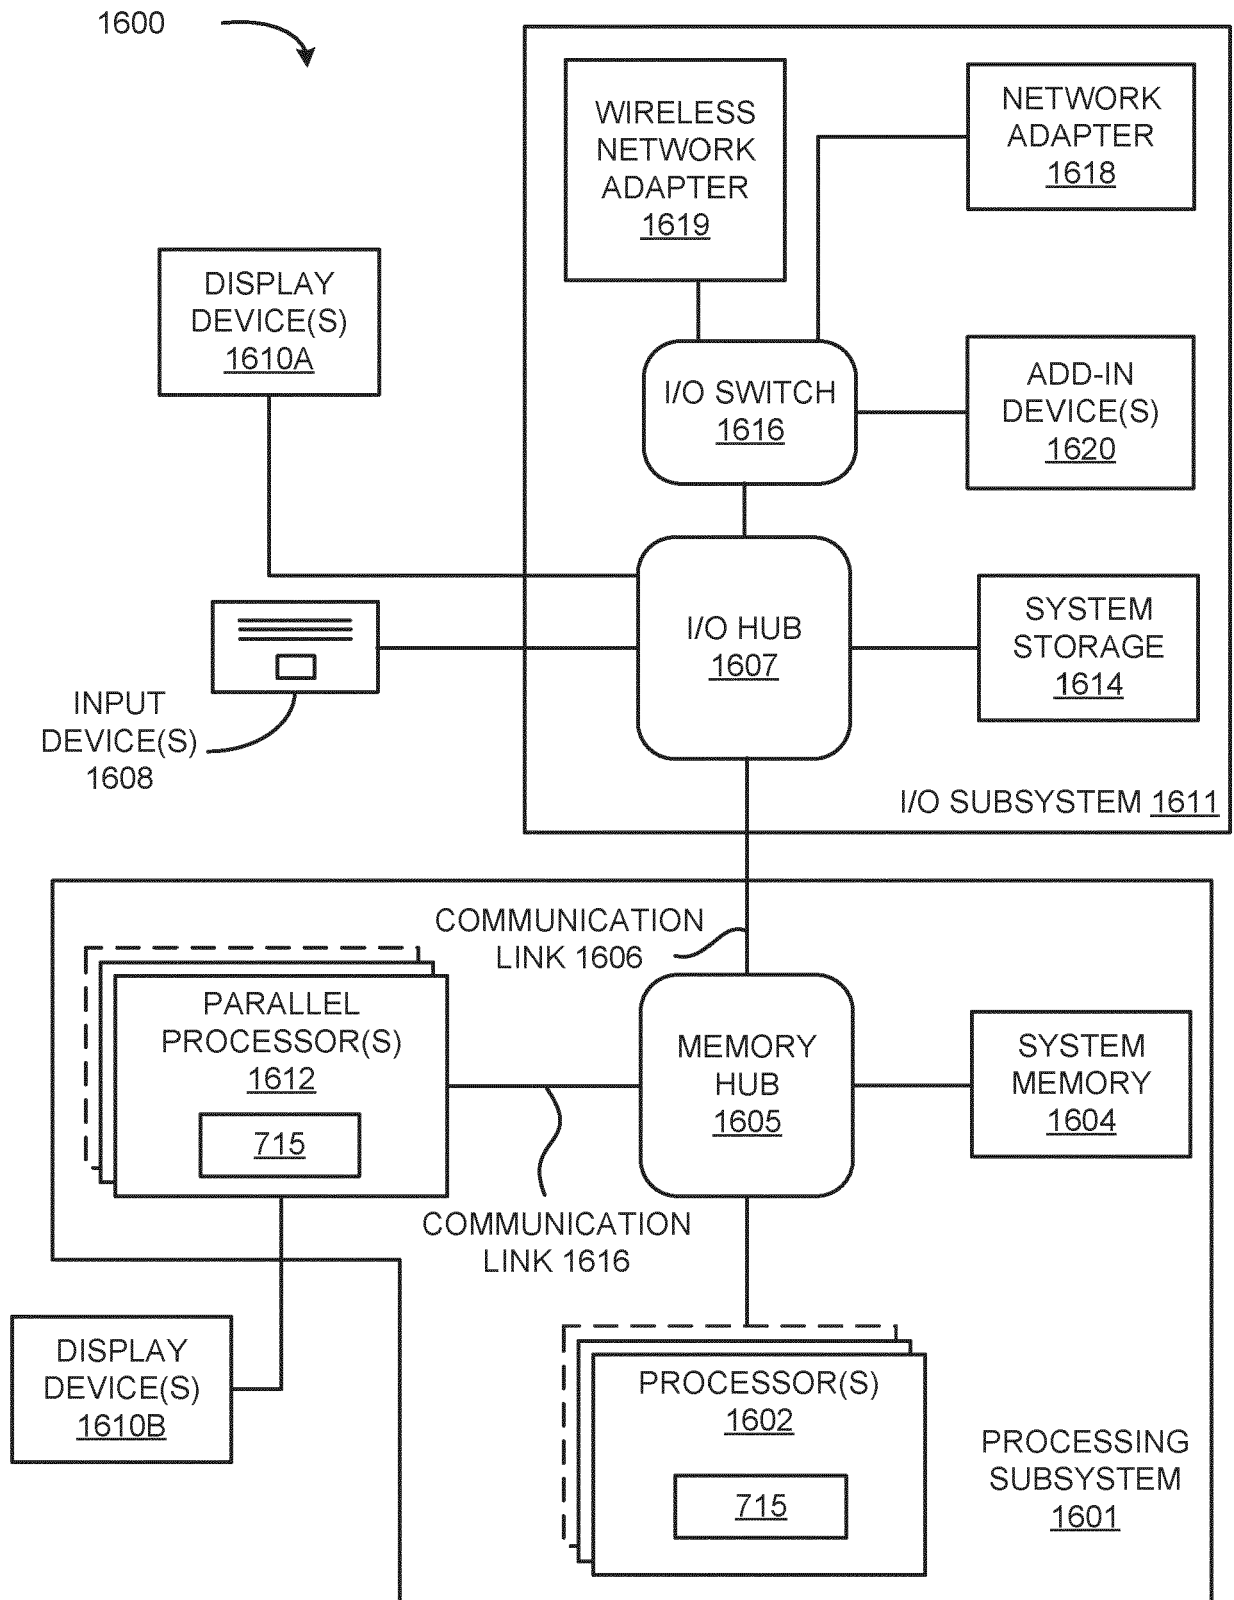 1600
WIRELESS
NETWORK
ADAPTER
1619
NETWORK
ADAPTER
1618
DISPLAY
DEVICE(S)
1610A
I/O SWITCH
1616
ADD-IN
DEVICE(S)
1620
I/O HUB
1607
SYSTEM
STORAGE
1614
INPUT
DEVICE(S)
1608
I/O SUBSYSTEM 1611
COMMUNICATION
LINK 1606
PARALLEL
PROCESSOR(S)
1612
715
MEMORY
HUB
1605
SYSTEM
MEMORY
1604
COMMUNICATION
LINK 1616
DISPLAY
DEVICE(S)
1610B
PROCESSOR(S)
1602
715
PROCESSING
SUBSYSTEM
1601